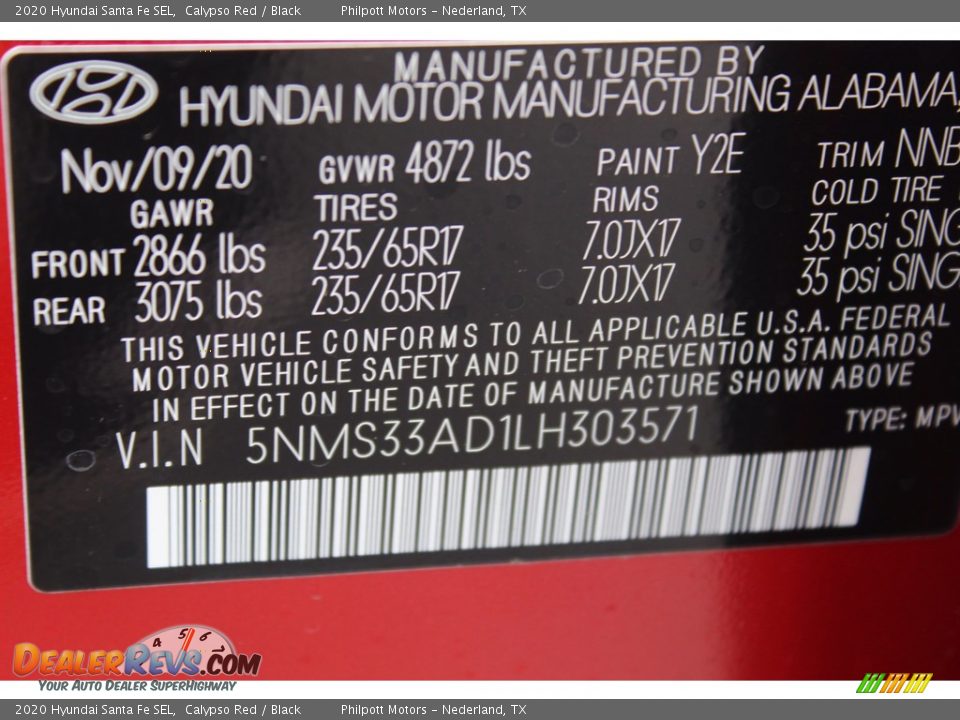 2020 Hyundai Santa Fe SEL, Calypso Red / Black Philpott Motors - Nederland, TX
MANUFACTURED BY
HYUNDAI MOTOR MANUFACTURING ALABAMA,
Nov/09/20 GVWR 4872 lbs PAINT Y2E TRIM NNB
GAWR TIRES RIMS COLD TIRE
FRONT 2866 lbs 235/65R17 7.0JX17 35 psi SING
REAR 3075 lbs 235/65R17 7.0JX17 35 psi SING
THIS VEHICLE CONFORMS TO ALL APPLICABLE U.S.A. FEDERAL
MOTOR VEHICLE SAFETY AND THEFT PREVENTION STANDARDS
IN EFFECT ON THE DATE OF MANUFACTURE SHOWN ABOVE
V.I.N 5NMS33AD1LH303571 TYPE: MPV
4 5 6
DEALERREVS.COM
YOUR AUTO DEALER SUPERHIGHWAY
2020 Hyundai Santa Fe SEL, Calypso Red / Black Philpott Motors - Nederland, TX